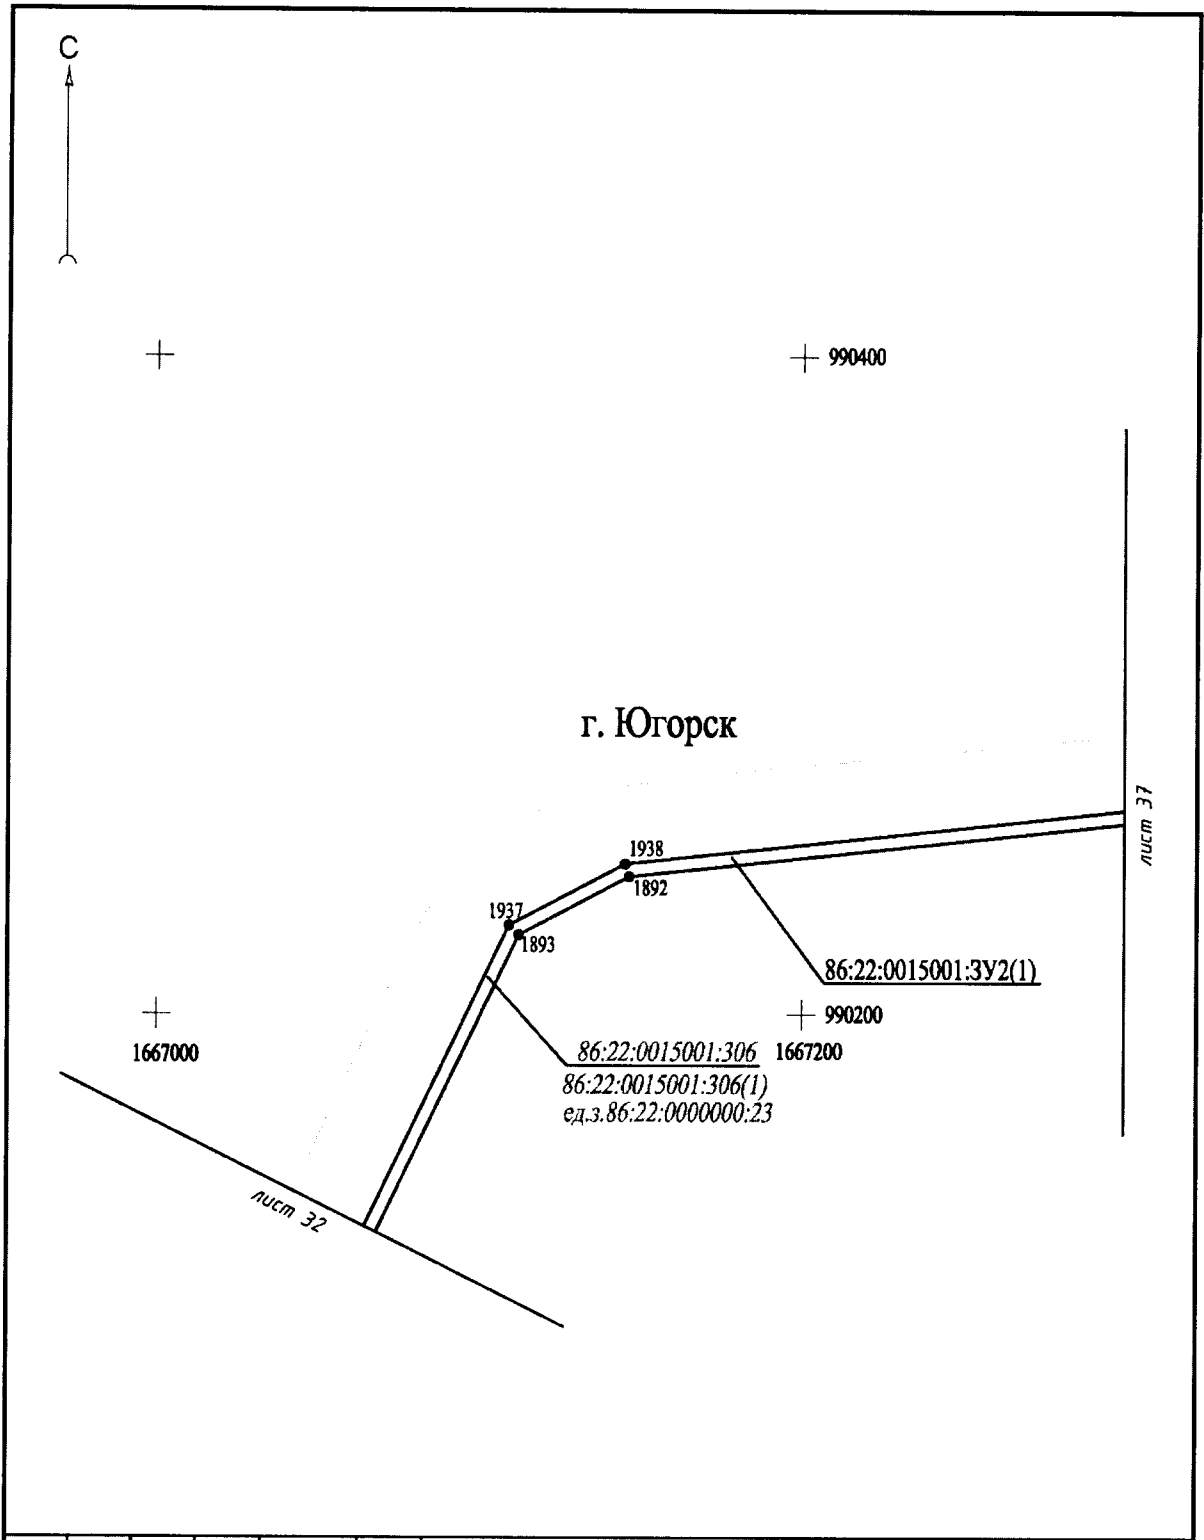 С
990400
г. Югорск
лист 37
1938
1892
1937
1893
86:22:0015001:ЗУ2(1)
990200
1667000
1667200
86:22:0015001:306
86:22:0015001:306(1)
ед.з.86:22:0000000:23
лист 32